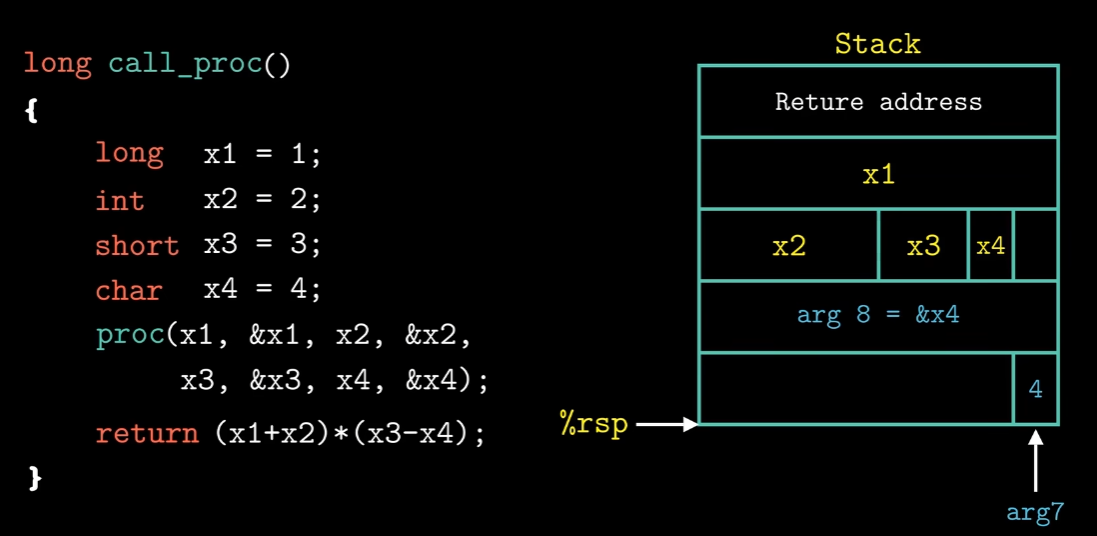 long call_proc()
{
long x1 = 1;
int x2 = 2;
short x3 = 3;
char x4 = 4;
proc(x1, &x1, x2, &x2,
x3, &x3, x4, &x4);
return (x1+x2)*(x3-x4);
}
Stack
Reture address
x1
x2 x3 x4
arg 8 = &x4
4
%rsp
arg7